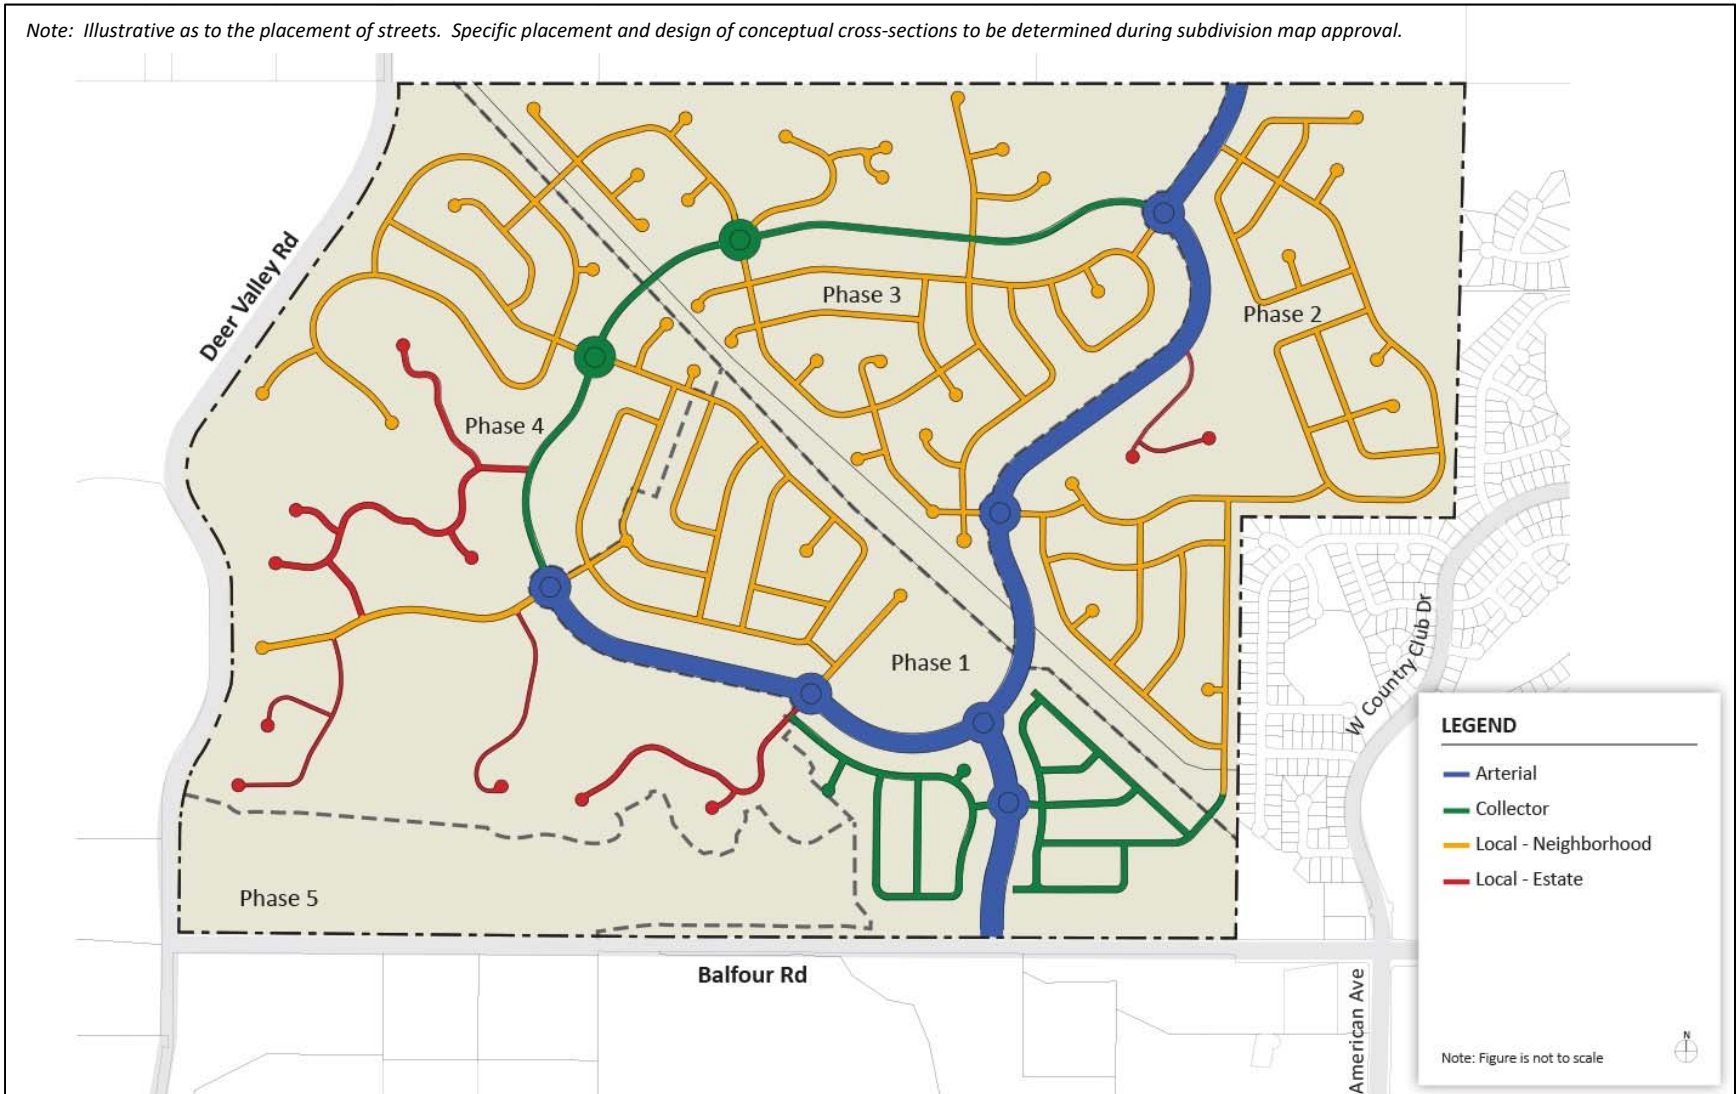 Note:  Illustrative as to the placement of streets.  Specific placement and design of conceptual cross-sections to be determined during subdivision map approval.
Deer Valley Rd
Phase 3
Phase 2
Phase 4
Phase 1
W Country Club Dr
Phase 5
Balfour Rd
American Ave
LEGEND
Arterial
Collector
Local - Neighborhood
Local - Estate
Note: Figure is not to scale
N